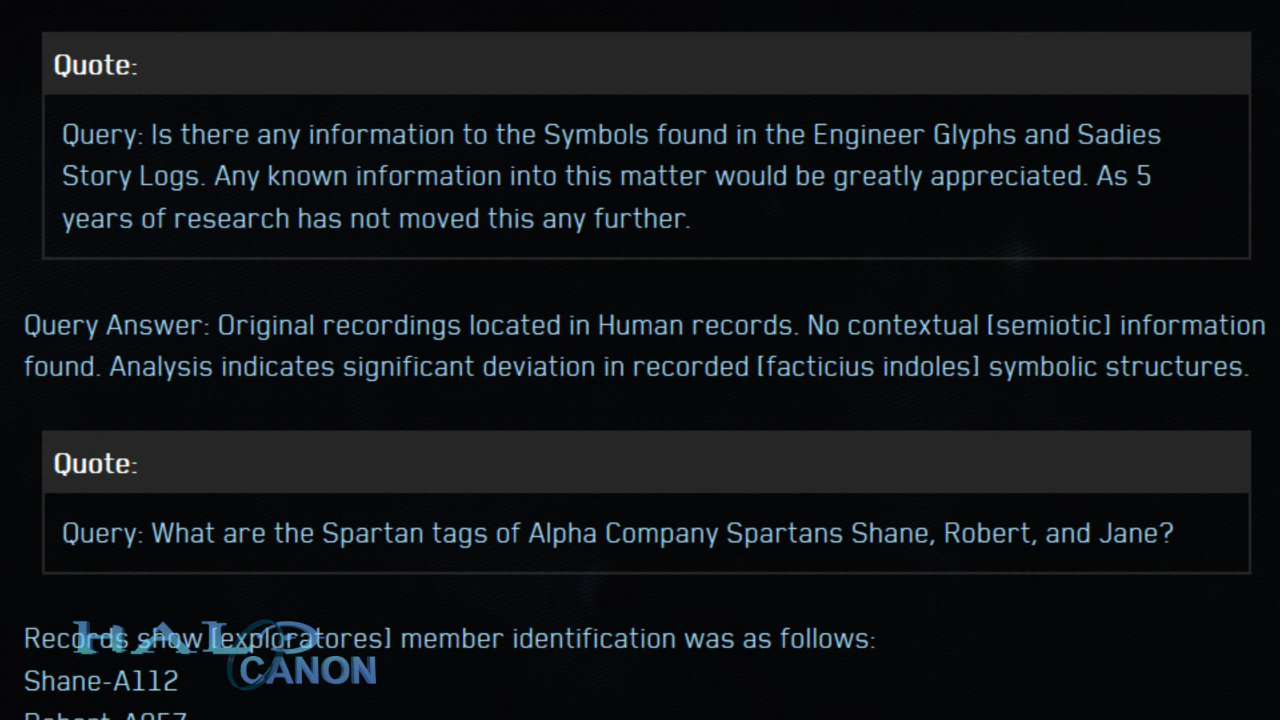 Quote:
Query: Is there any information to the Symbols found in the Engineer Glyphs and Sadies
Story Logs. Any known information into this matter would be greatly appreciated. As 5
years of research has not moved this any further.
Query Answer: Original recordings located in Human records. No contextual [semiotic] information
found. Analysis indicates significant deviation in recorded [facticius indoles] symbolic structures.
Quote:
Query: What are the Spartan tags of Alpha Company Spartans Shane, Robert, and Jane?
Records show [exploratores] member identification was as follows:
HALO
CANON
Shane-A112